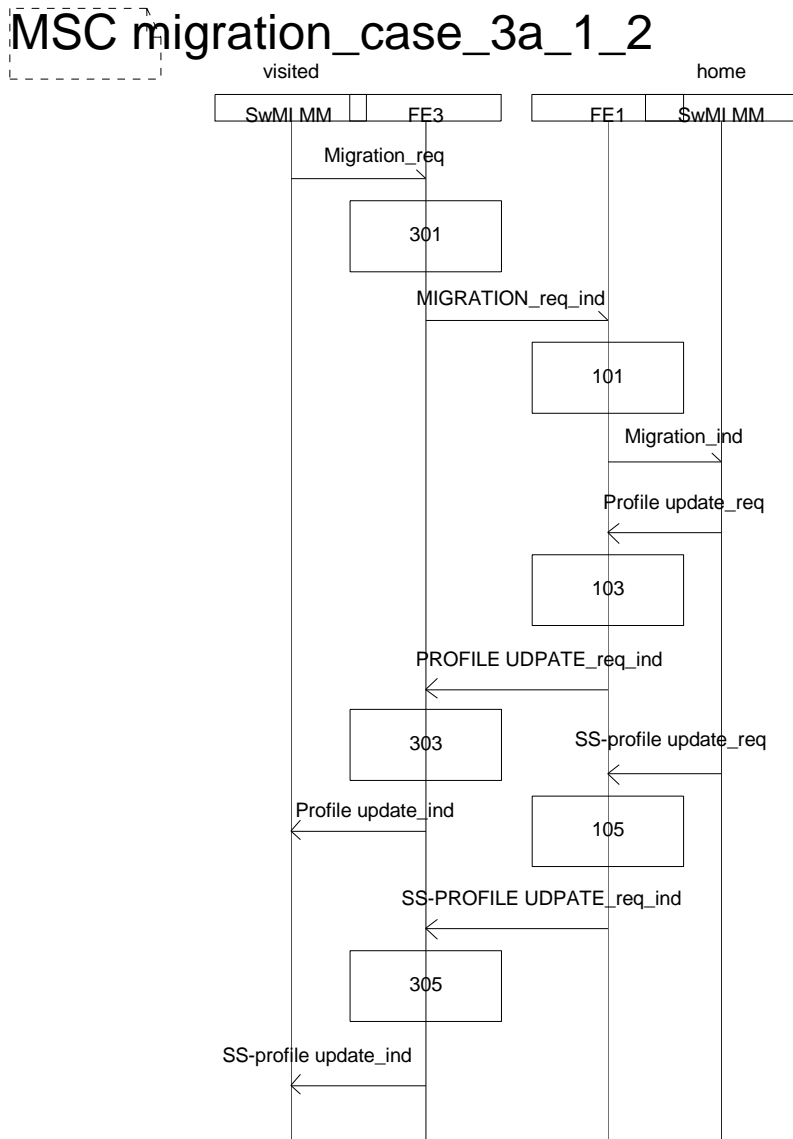 MSC migration_case_3a_1_2
visited home
SwMI MM FE3 FE1 SwMI MM
Migration_req
301
MIGRATION_req_ind
101
Migration_ind
Profile update_req
103
PROFILE UDPATE_req_ind
303
SS-profile update_req
Profile update_ind
105
SS-PROFILE UDPATE_req_ind
305
SS-profile update_ind